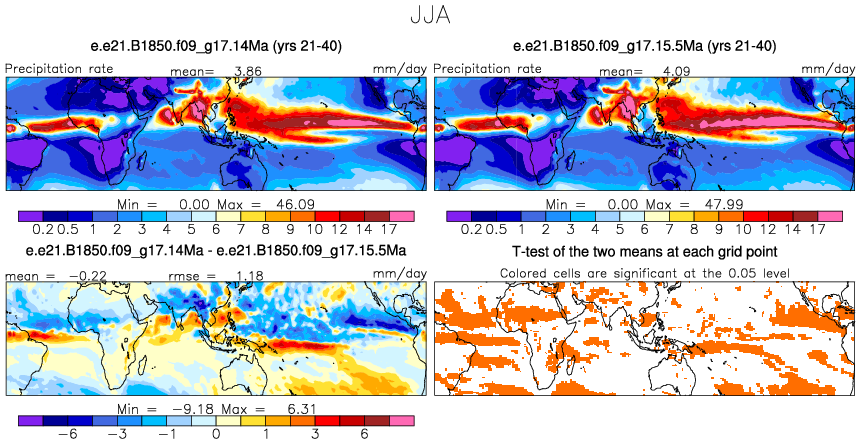 JJA
e.e21.B1850.f09_g17.14Ma (yrs 21-40)
Precipitation rate mean= 3.86 mm/day
Min = 0.00 Max = 46.09
0.2 0.5 1 2 3 4 5 6 7 8 9 10 12 14 17
e.e21.B1850.f09_g17.15.5Ma (yrs 21-40)
Precipitation rate mean= 4.09 mm/day
Min = 0.00 Max = 47.99
0.2 0.5 1 2 3 4 5 6 7 8 9 10 12 14 17
e.e21.B1850.f09_g17.14Ma - e.e21.B1850.f09_g17.15.5Ma
mean = -0.22 rmse = 1.18 mm/day
Min = -9.18 Max = 6.31
-6 -3 -1 0 1 3 6
T-test of the two means at each grid point
Colored cells are significant at the 0.05 level